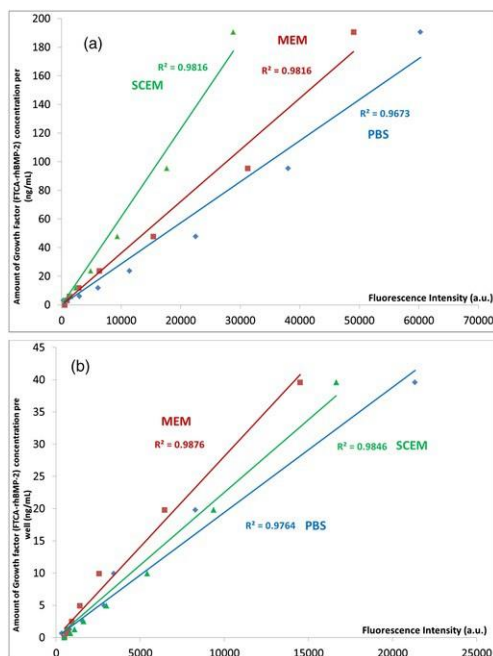 (a)
Amount of Growth Factor (FTCA-rhBMP-2) concentration per
(ng/mL)
200
180
160
140
120
100
80
60
40
20
0
R² = 0.9816
SCEM
MEM
R² = 0.9816
R² = 0.9673
PBS
Fluorescence Intensity (a.u.)
0
10000
20000
30000
40000
50000
60000
70000
(b)
Amount of Growth factor (FTCA-rhBMP-2) concentration pre
well (ng/mL)
45
40
35
30
25
20
15
10
5
0
MEM
R² = 0.9876
R² = 0.9846 SCEM
R² = 0.9764 PBS
Fluorescence Intensity (a.u.)
0
5000
10000
15000
20000
25000